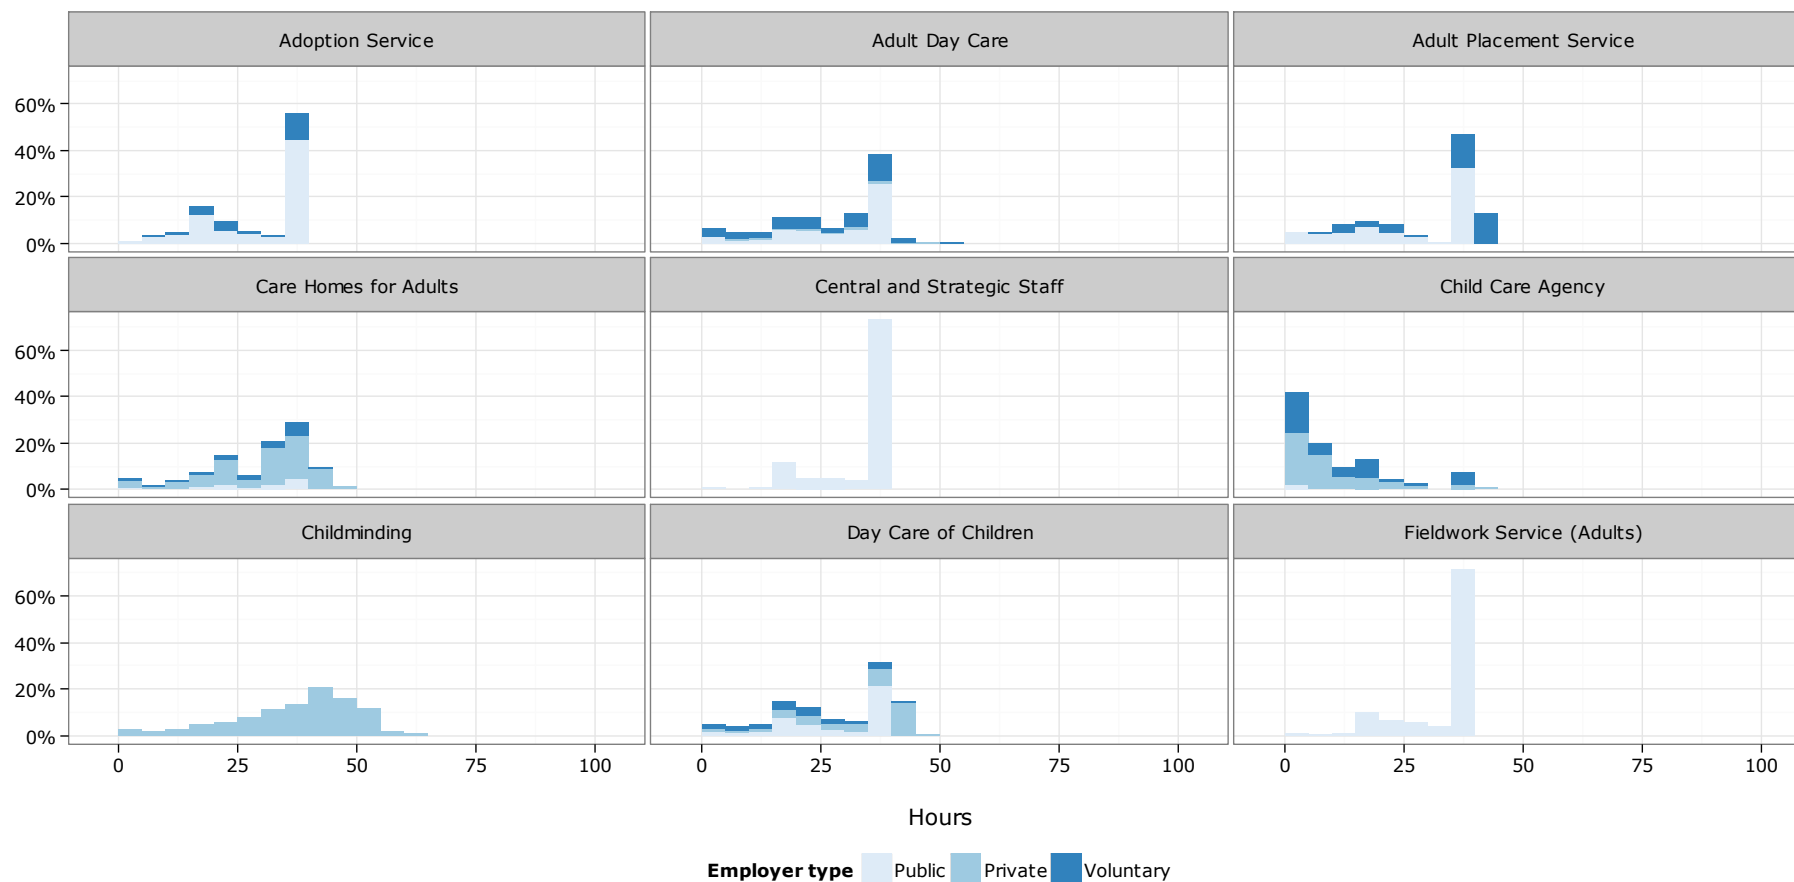 Adoption Service Adult Day Care Adult Placement Service
60%
40%
20%
0%
Care Homes for Adults Central and Strategic Staff Child Care Agency
60%
40%
20%
0%
Childminding Day Care of Children Fieldwork Service (Adults)
60%
40%
20%
0%
0 25 50 75 100 0 25 50 75 100 0 25 50 75 100
Hours
Employer type Public Private Voluntary